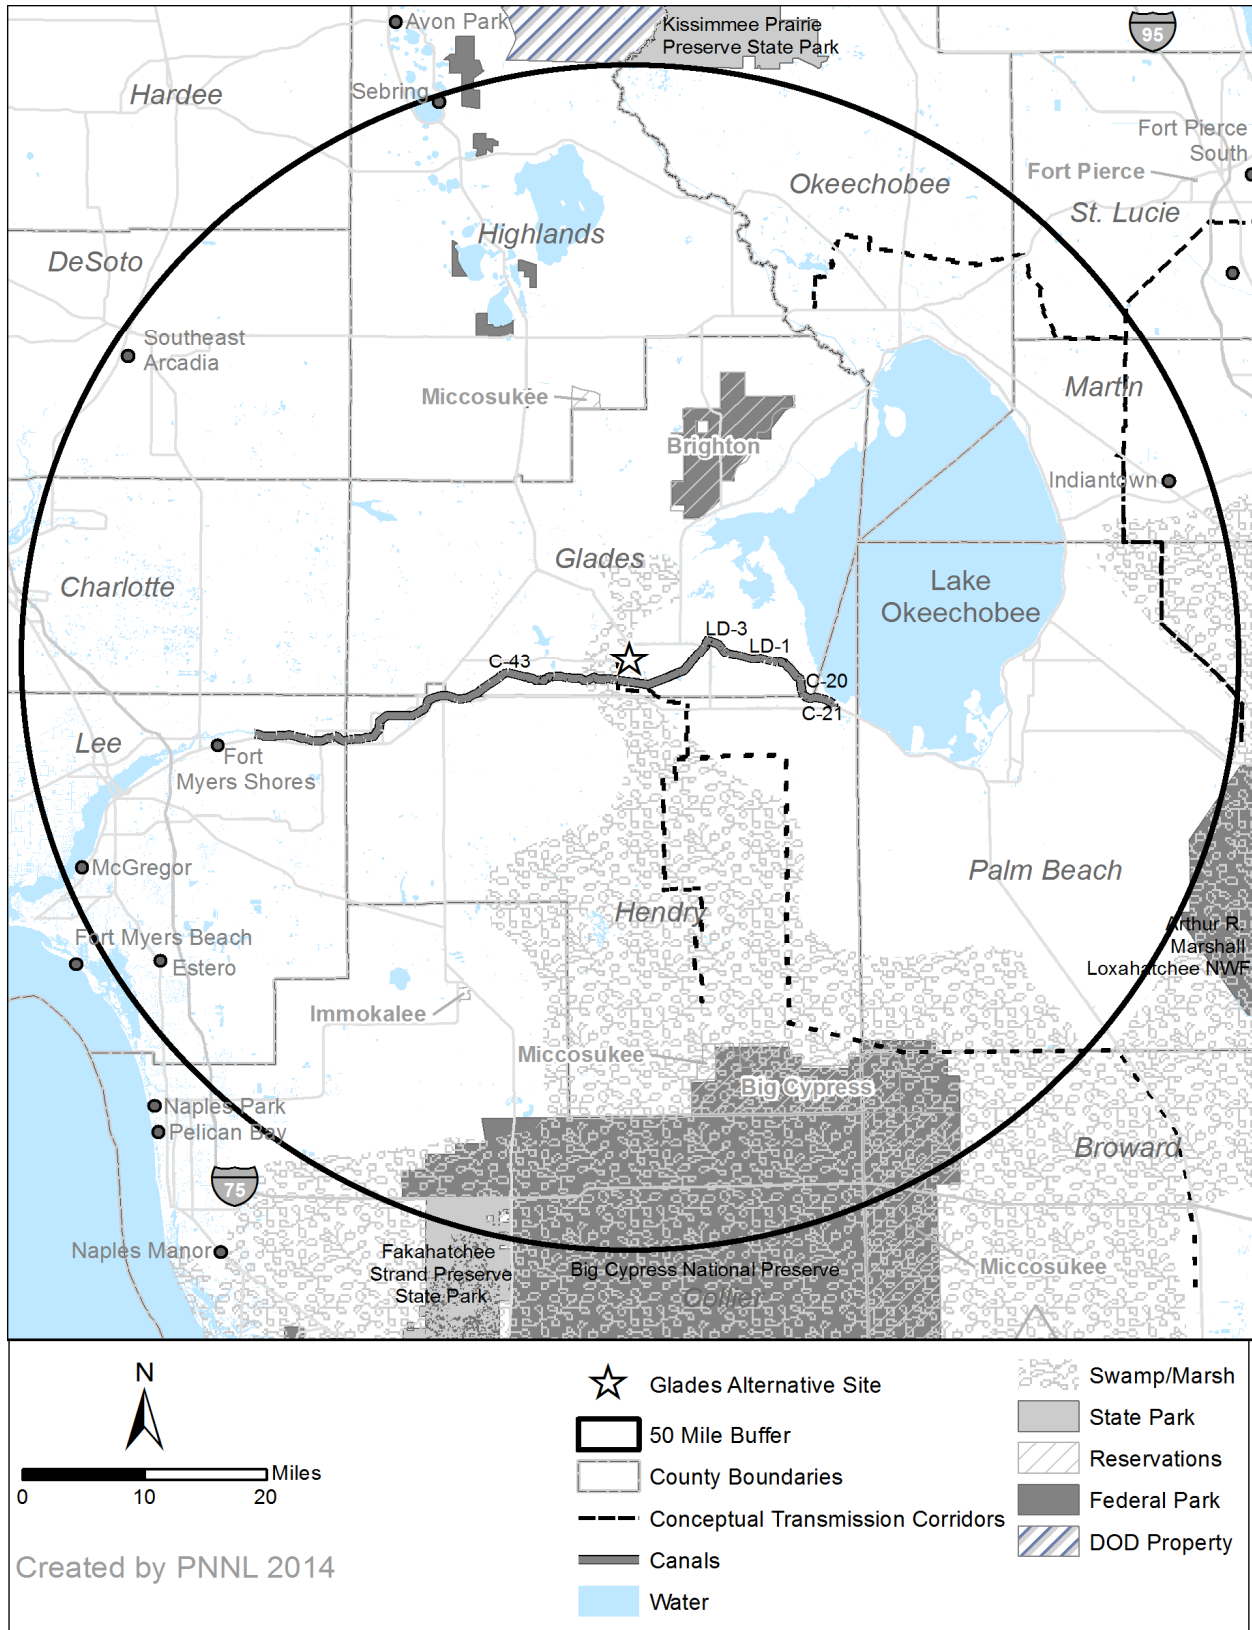 Avon Park
Kissimmee Prairie
Preserve State Park
95
Hardee
Sebring
Fort Pierce
South
Okeechobee
Fort Pierce
St. Lucie
Highlands
DeSoto
Southeast
Arcadia
Miccosukee
Martin
Brighton
Indiantown
Glades
Charlotte
Lake
Okeechobee
LD-3
LD-1
C-43
C-20
C-21
Lee
Fort
Myers Shores
McGregor
Palm Beach
Hendry
Arthur R.
Marshall
Loxahatchee NWF
Fort Myers Beach
Estero
Immokalee
Miccosukee
Big Cypress
Naples Park
Pelican Bay
Broward
75
Naples Manor
Fakahatchee
Strand Preserve
State Park
Big Cypress National Preserve
Miccosukee
Collier
N
Miles
0 10 20
Created by PNNL 2014
Glades Alternative Site
50 Mile Buffer
County Boundaries
Conceptual Transmission Corridors
Canals
Water
Swamp/Marsh
State Park
Reservations
Federal Park
DOD Property